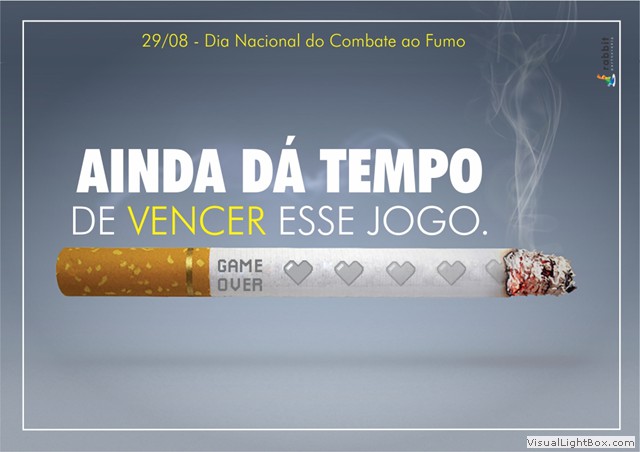 29/08 - Dia Nacional do Combate ao Fumo
rabbit
AINDA DÁ TEMPO
DE VENCER ESSE JOGO.
GAME
OVER
VisualLightBox.com